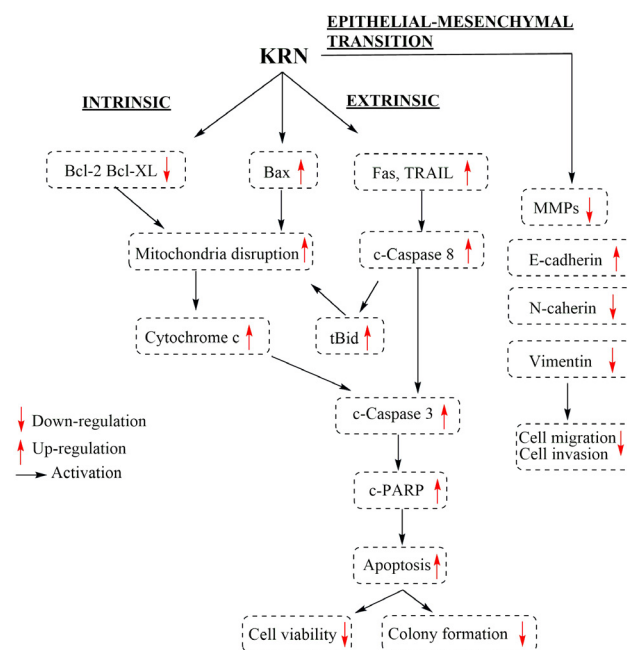 EPITHELIAL-MESENCHYMAL
TRANSITION
KRN
INTRINSIC
EXTRINSIC
Bcl-2 Bcl-XL
Bax
Fas, TRAIL
MMPs
Mitochondria disruption
c-Caspase 8
E-cadherin
N-caherin
Cytochrome c
tBid
Vimentin
c-Caspase 3
Down-regulation
Up-regulation
Activation
Cell migration
Cell invasion
c-PARP
Apoptosis
Cell viability
Colony formation